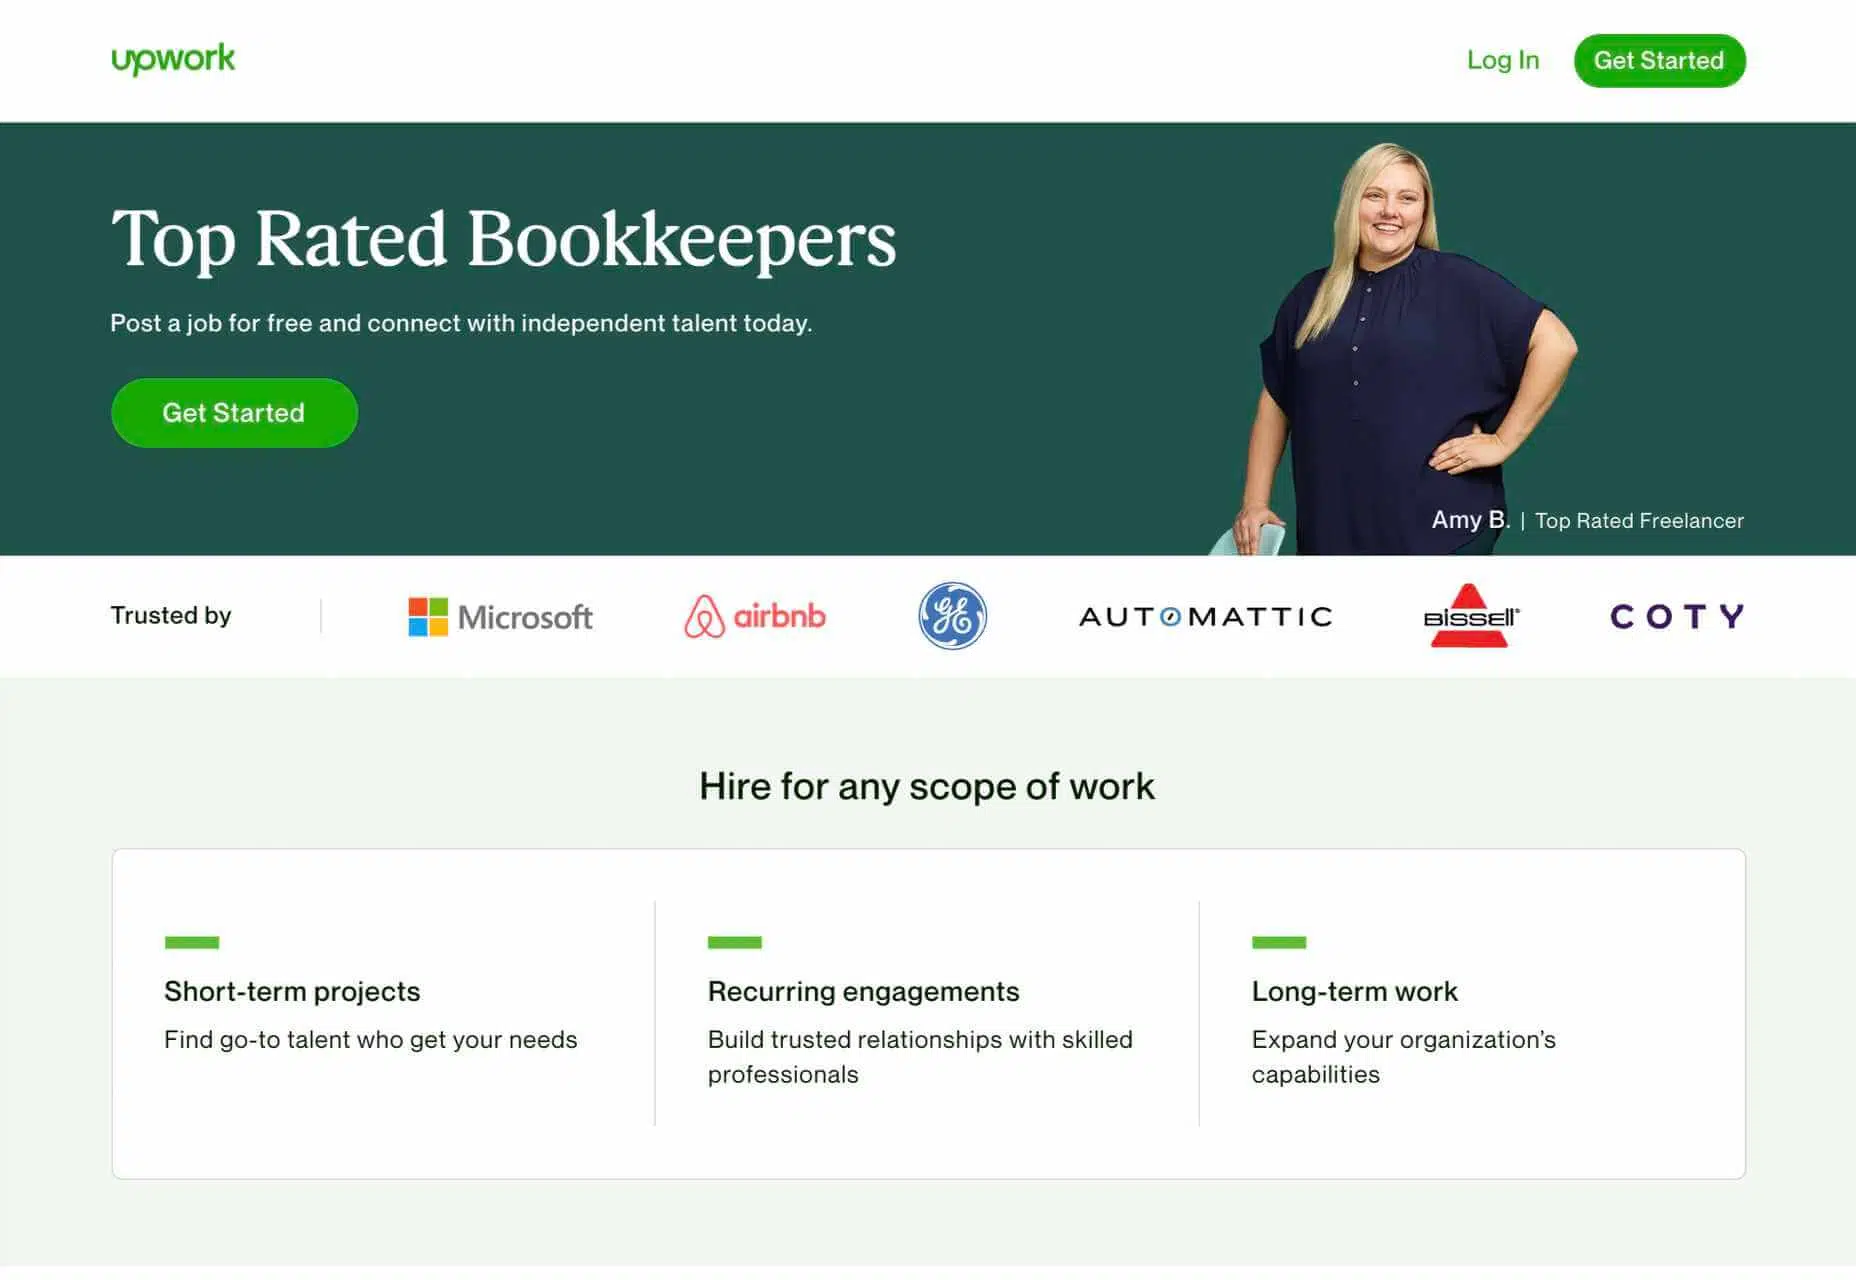 upwork
Log In
Get Started
Top Rated Bookkeepers
Post a job for free and connect with independent talent today.
Get Started
Amy B. | Top Rated Freelancer
Trusted by
Microsoft
airbnb
GE
AUTOMATTIC
BISSELL®
COTY
Hire for any scope of work
Short-term projects
Find go-to talent who get your needs
Recurring engagements
Build trusted relationships with skilled
professionals
Long-term work
Expand your organization’s
capabilities